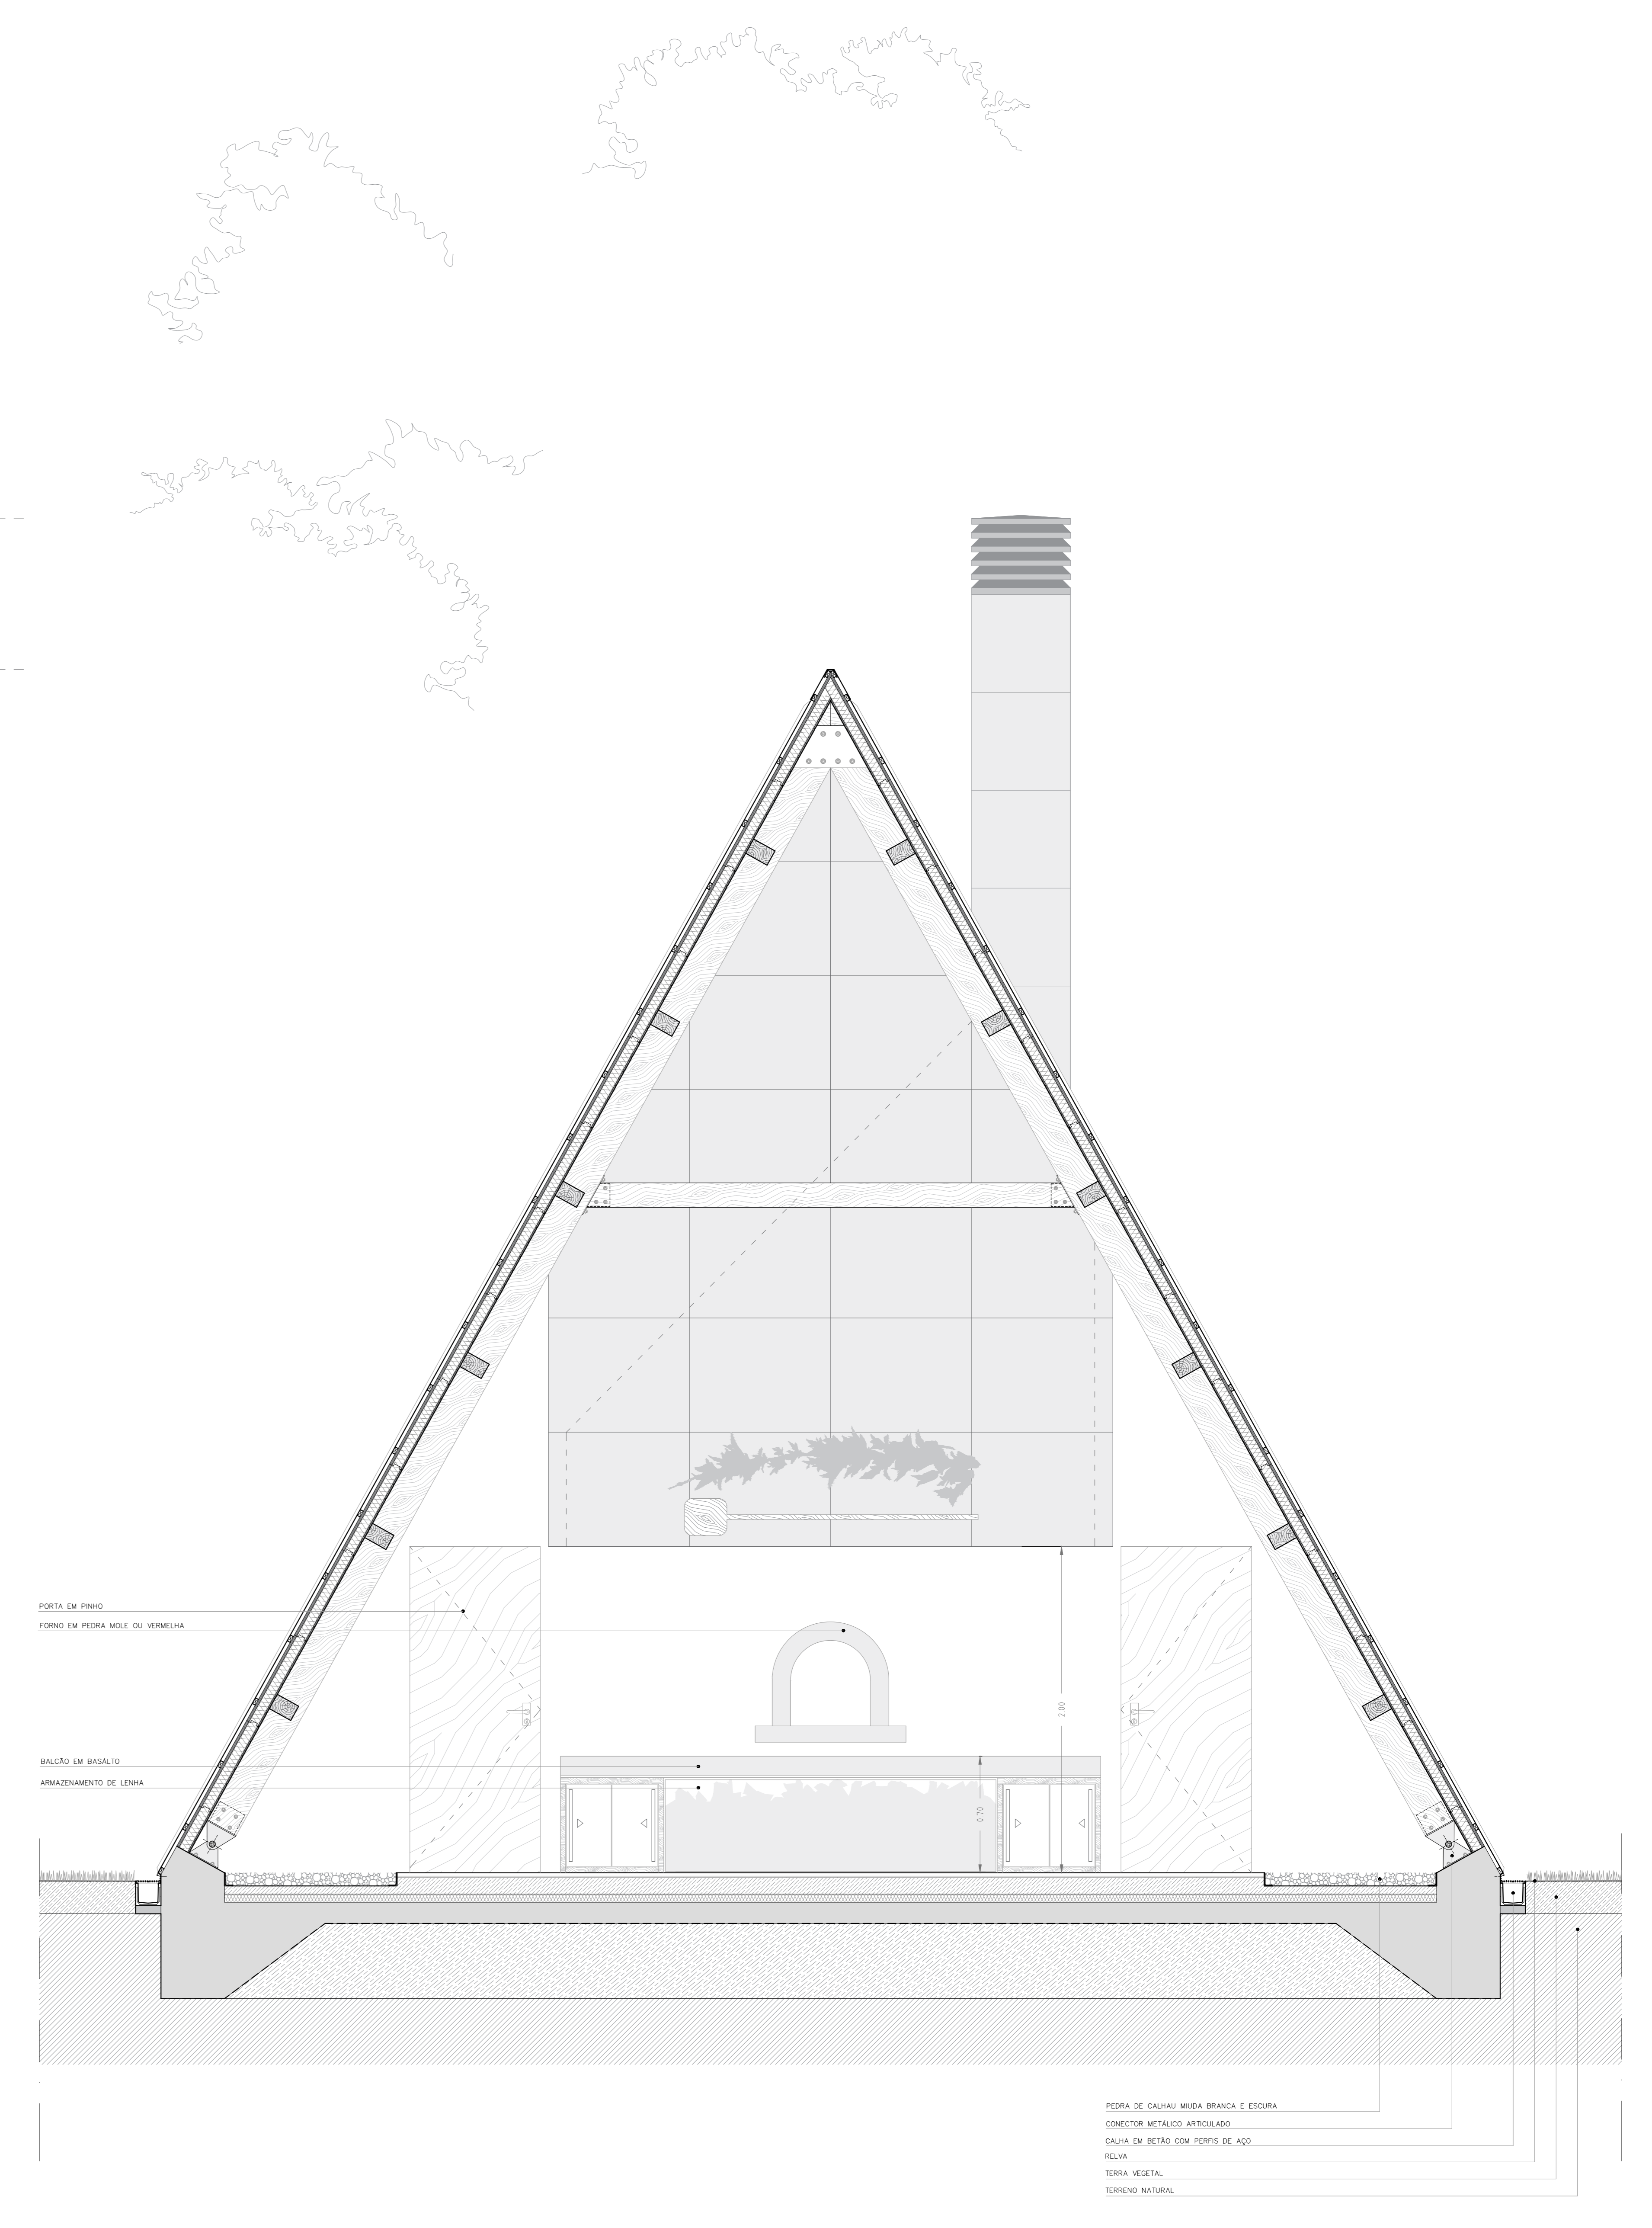 PORTA EM PINHO
FORNO EM PEDRA MOLE OU VERMELHA
2.00
BALCÃO EM BASÁLTO
ARMAZENAMENTO DE LENHA
0.70
PEDRA DE CALHAU MIUDA BRANCA E ESCURA
CONECTOR METÁLICO ARTICULADO
CALHA EM BETÃO COM PERFIS DE AÇO
RELVA
TERRA VEGETAL
TERRENO NATURAL